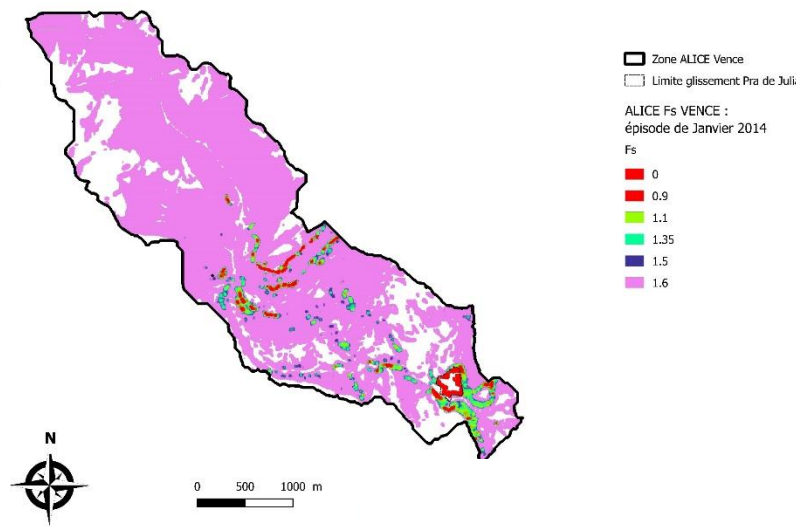 Zone ALICE Vence
Limite glissement Pra de Julia
ALICE Fs VENCE :
épisode de Janvier 2014
Fs
0
0.9
1.1
1.35
1.5
1.6
N
0 500 1000 m